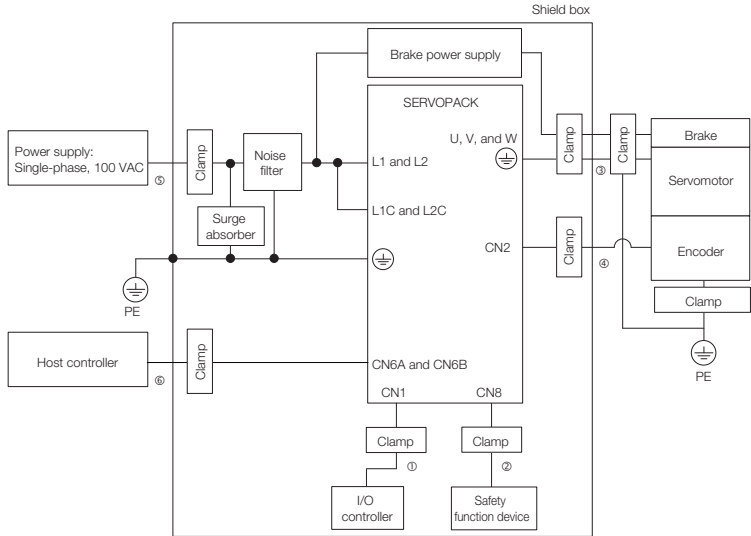 Shield box
Brake power supply
SERVOPACK
U, V, and W
Clamp
Clamp
Brake
Power supply:
Single-phase, 100 VAC
Clamp
Noise
filter
L1 and L2
③
Servomotor
⑤
L1C and L2C
Surge
absorber
CN2
Clamp
Encoder
④
PE
Clamp
Host controller
Clamp
CN6A and CN6B
PE
⑥
CN1
CN8
Clamp
Clamp
①
②
I/O
controller
Safety
function device